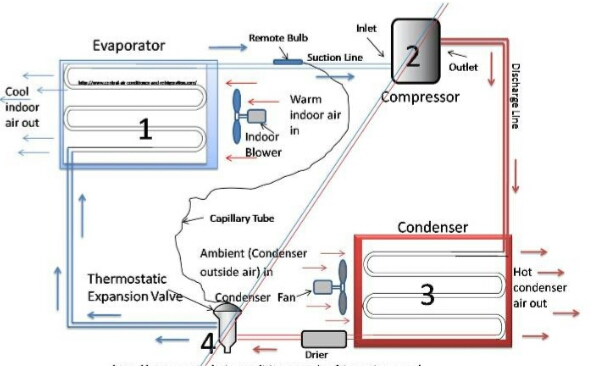 Evaporator
Remote Bulb
Inlet
Suction Line
2
Outlet
Compressor
Discharge Line
Cool
indoor
air out
1
Warm
indoor air
in
Indoor
Blower
Capillary Tube
Condenser
Ambient (Condenser
outside air) in
Thermostatic
Expansion Valve
Condenser Fan
3
Hot
condenser
air out
4
Drier